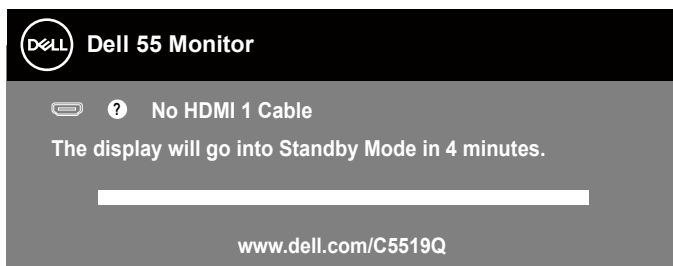 DELL Dell 55 Monitor
? No HDMI 1 Cable
The display will go into Standby Mode in 4 minutes.
www.dell.com/C5519Q